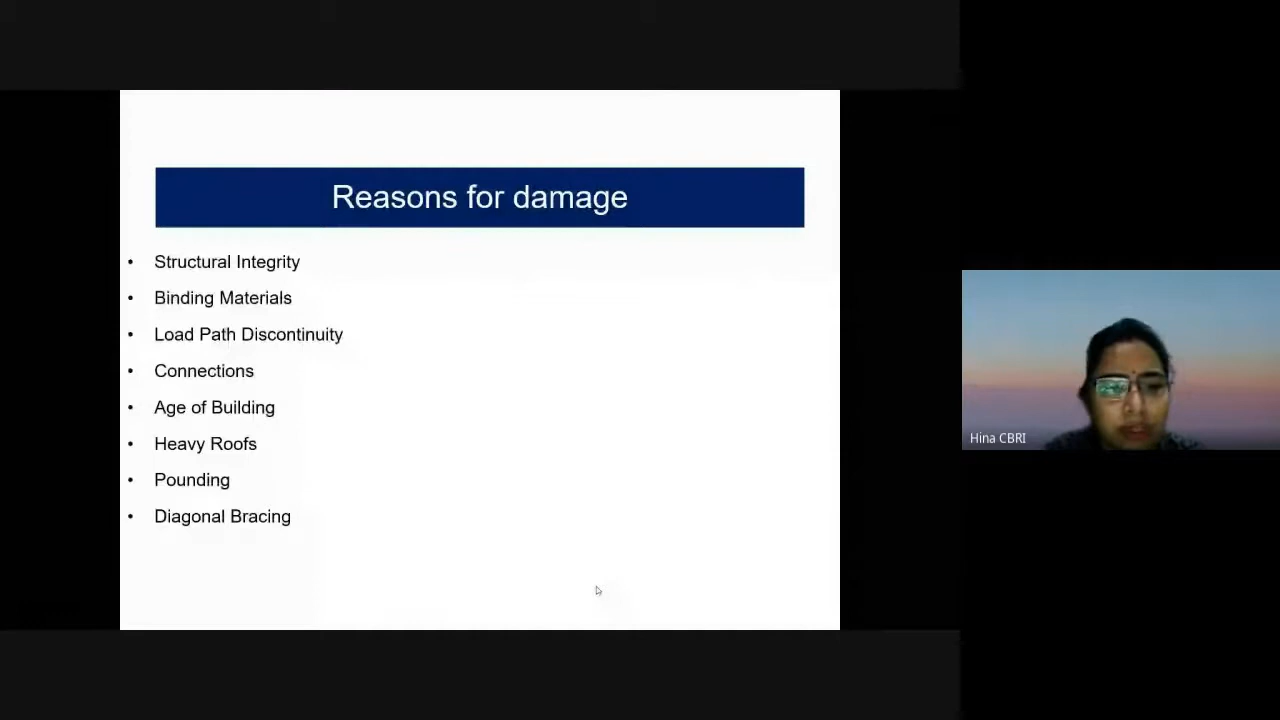 Reasons for damage
• Structural Integrity
• Binding Materials
• Load Path Discontinuity
• Connections
• Age of Building
• Heavy Roofs
• Pounding
• Diagonal Bracing
Hina CBRI